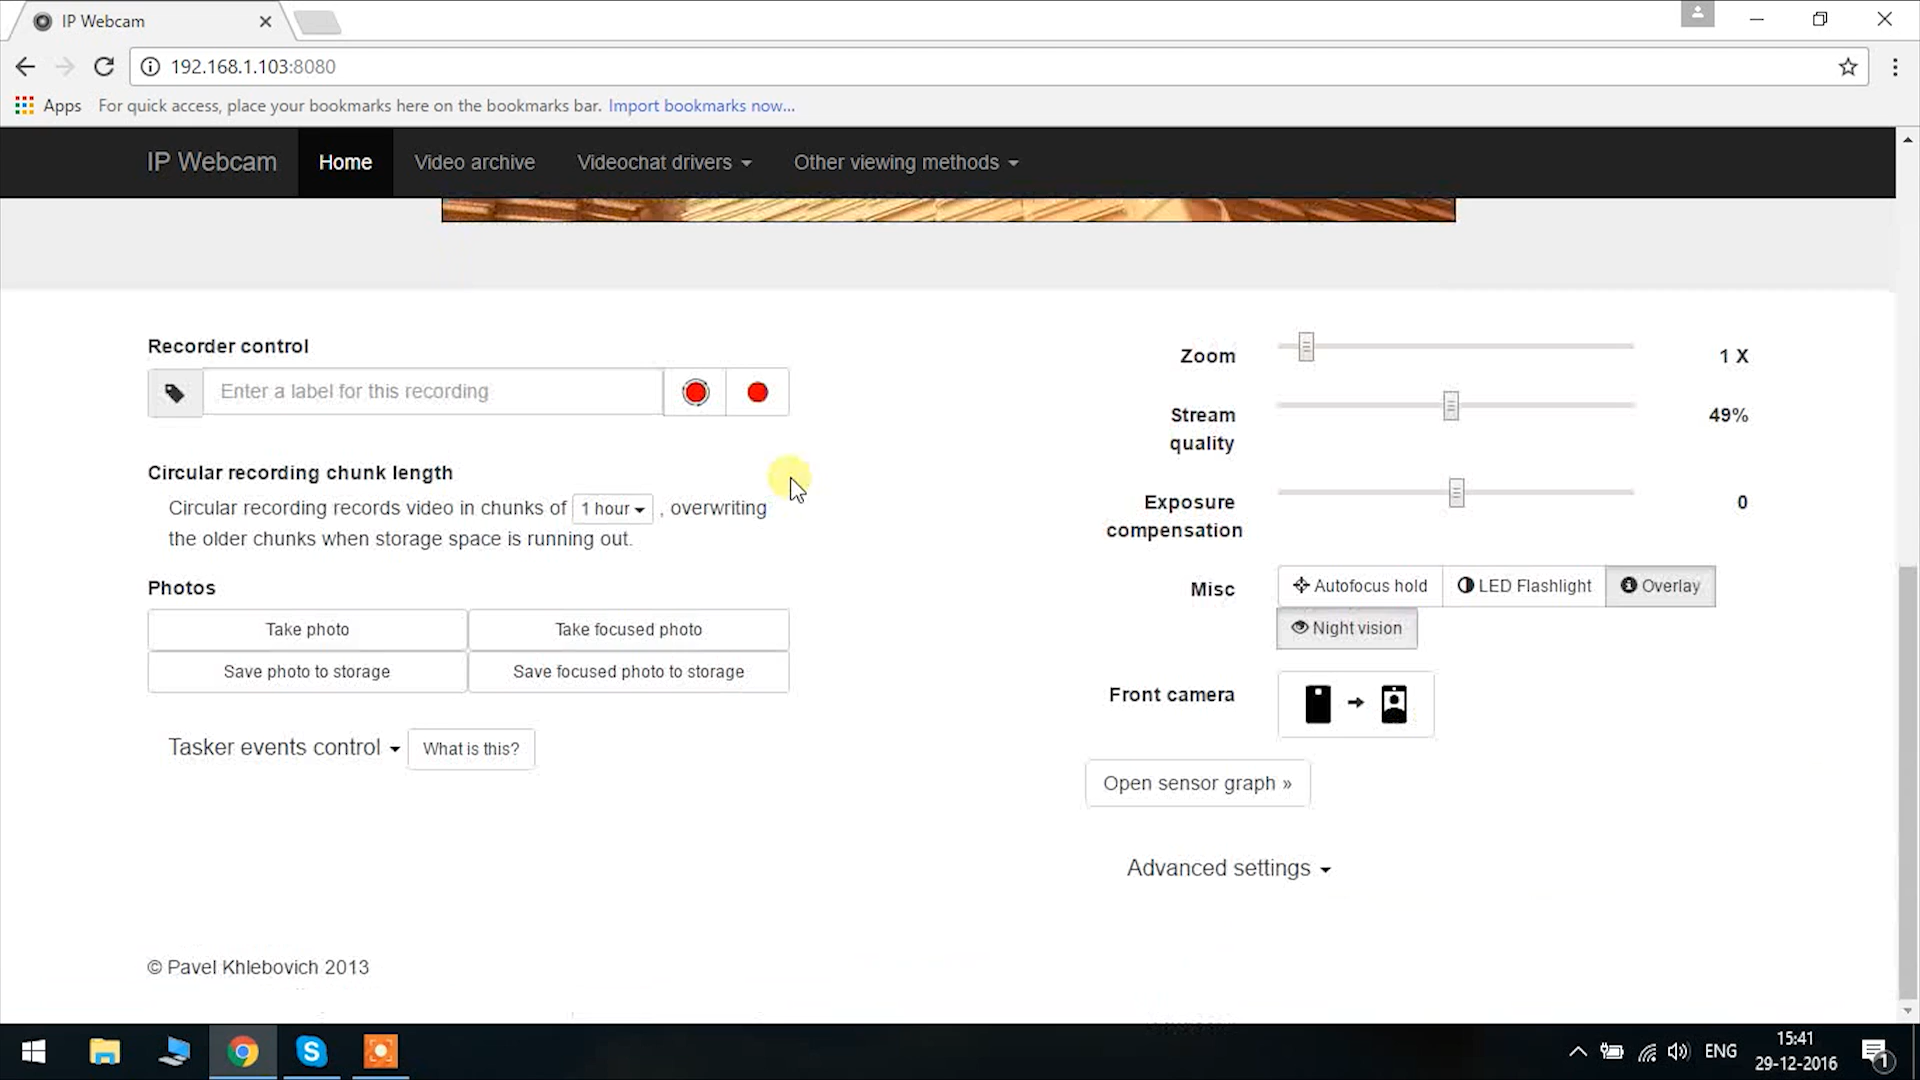 IP Webcam
192.168.1.103:8080
Apps For quick access, place your bookmarks here on the bookmarks bar. Import bookmarks now...
IP Webcam Home Video archive Videochat drivers Other viewing methods
Recorder control
Enter a label for this recording
Circular recording chunk length
Circular recording records video in chunks of 1 hour , overwriting
the older chunks when storage space is running out.
Photos
Take photo Take focused photo
Save photo to storage Save focused photo to storage
Tasker events control What is this?
Zoom 1 X
Stream
quality 49%
Exposure
compensation 0
Misc Autofocus hold LED Flashlight Overlay
Night vision
Front camera
Open sensor graph »
Advanced settings
© Pavel Khlebovich 2013
ENG
15:41
29-12-2016
1